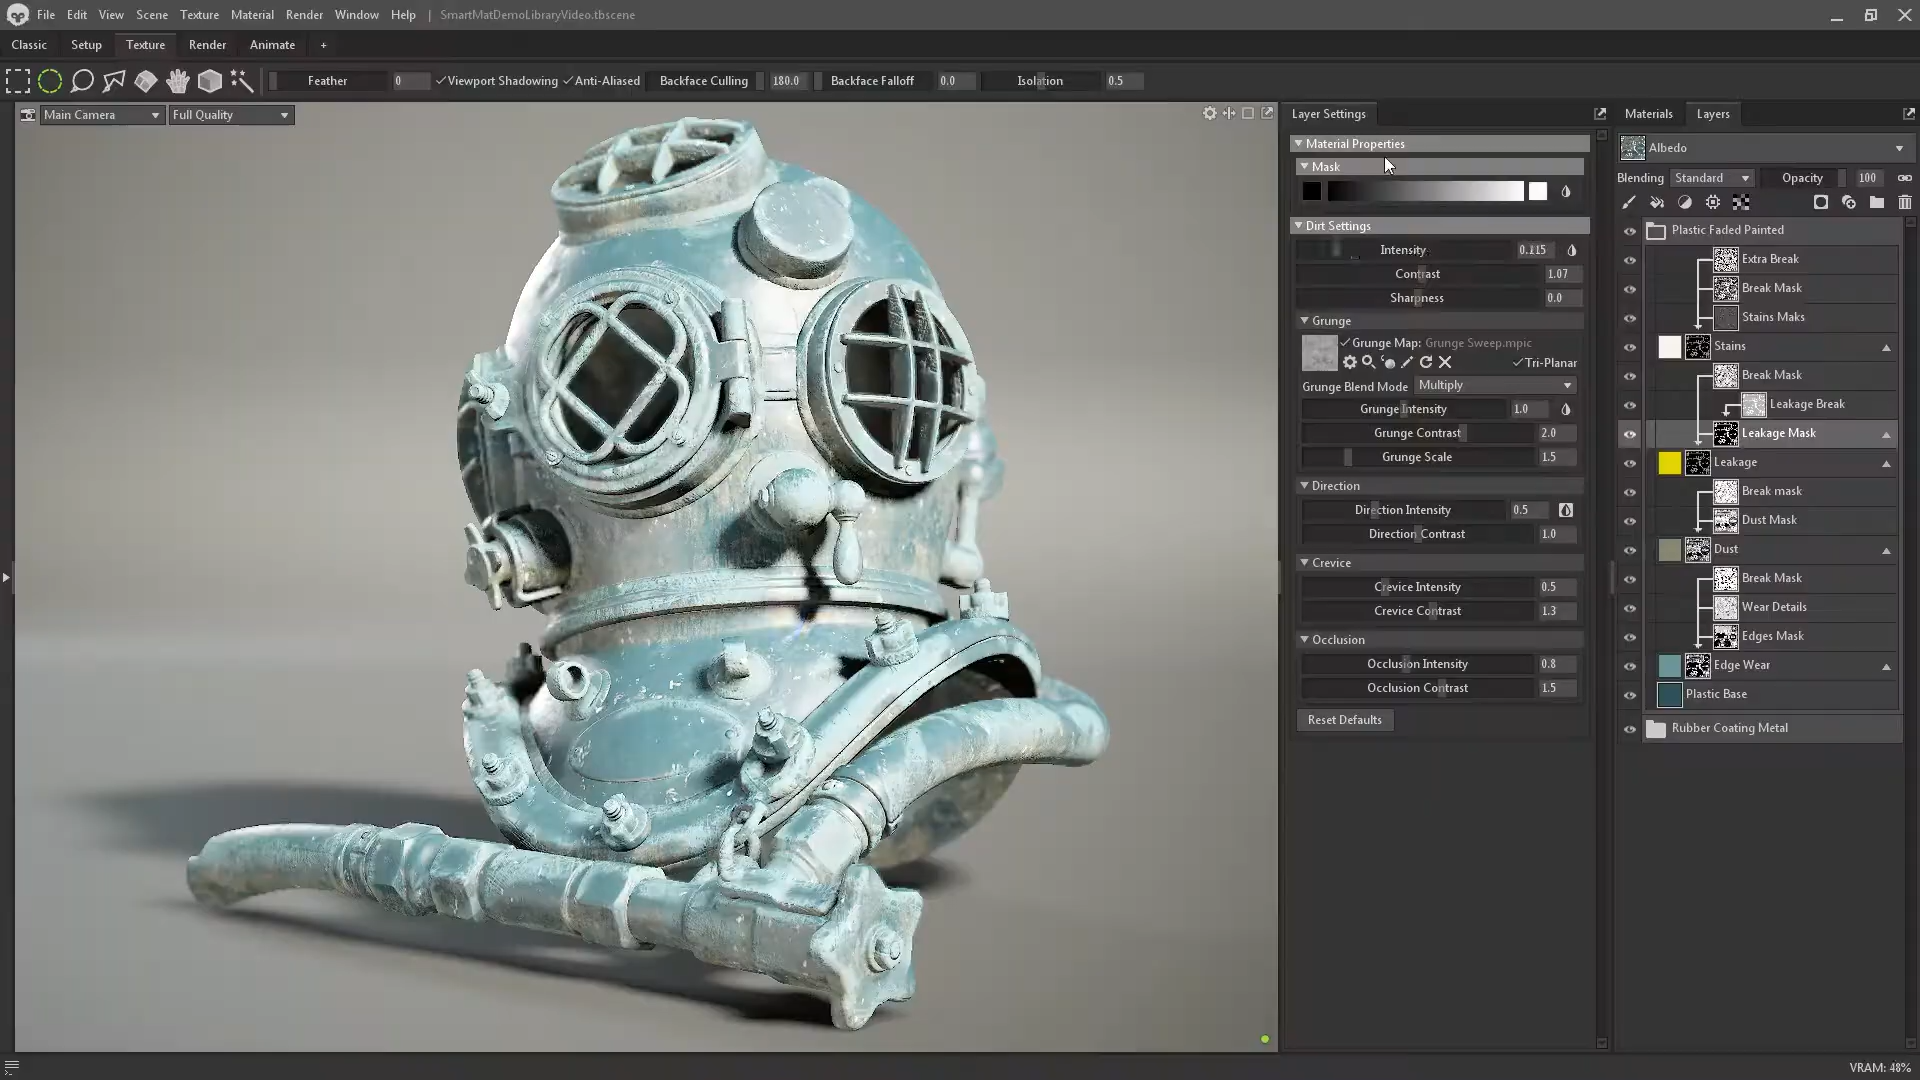 File Edit View Scene Texture Material Render Window Help | SmartMatDemoLibraryVideo.tbscene
Classic Setup Texture Render Animate +
Feather 0 Viewport Shadowing Anti-Aliased Backface Culling 180.0 Backface Falloff 0.0 Isolation 0.5
Main Camera Full Quality
Layer Settings
Material Properties
Mask
Dirt Settings
Intensity 0.115
Contrast 1.07
Sharpness 0.0
Grunge
Grunge Map: Grunge Sweep.mpic
Tri-Planar
Grunge Blend Mode Multiply
Grunge Intensity 1.0
Grunge Contrast 2.0
Grunge Scale 1.5
Direction
Direction Intensity 0.5
Direction Contrast 1.0
Crevice
Crevice Intensity 0.5
Crevice Contrast 1.3
Occlusion
Occlusion Intensity 0.8
Occlusion Contrast 1.5
Reset Defaults
Materials Layers
Albedo
Blending Standard Opacity 100
Plastic Faded Painted
Extra Break
Break Mask
Stains Maks
Stains
Break Mask
Leakage Break
Leakage Mask
Leakage
Break mask
Dust Mask
Dust
Break Mask
Wear Details
Edges Mask
Edge Wear
Plastic Base
Rubber Coating Metal
VRAM: 48%